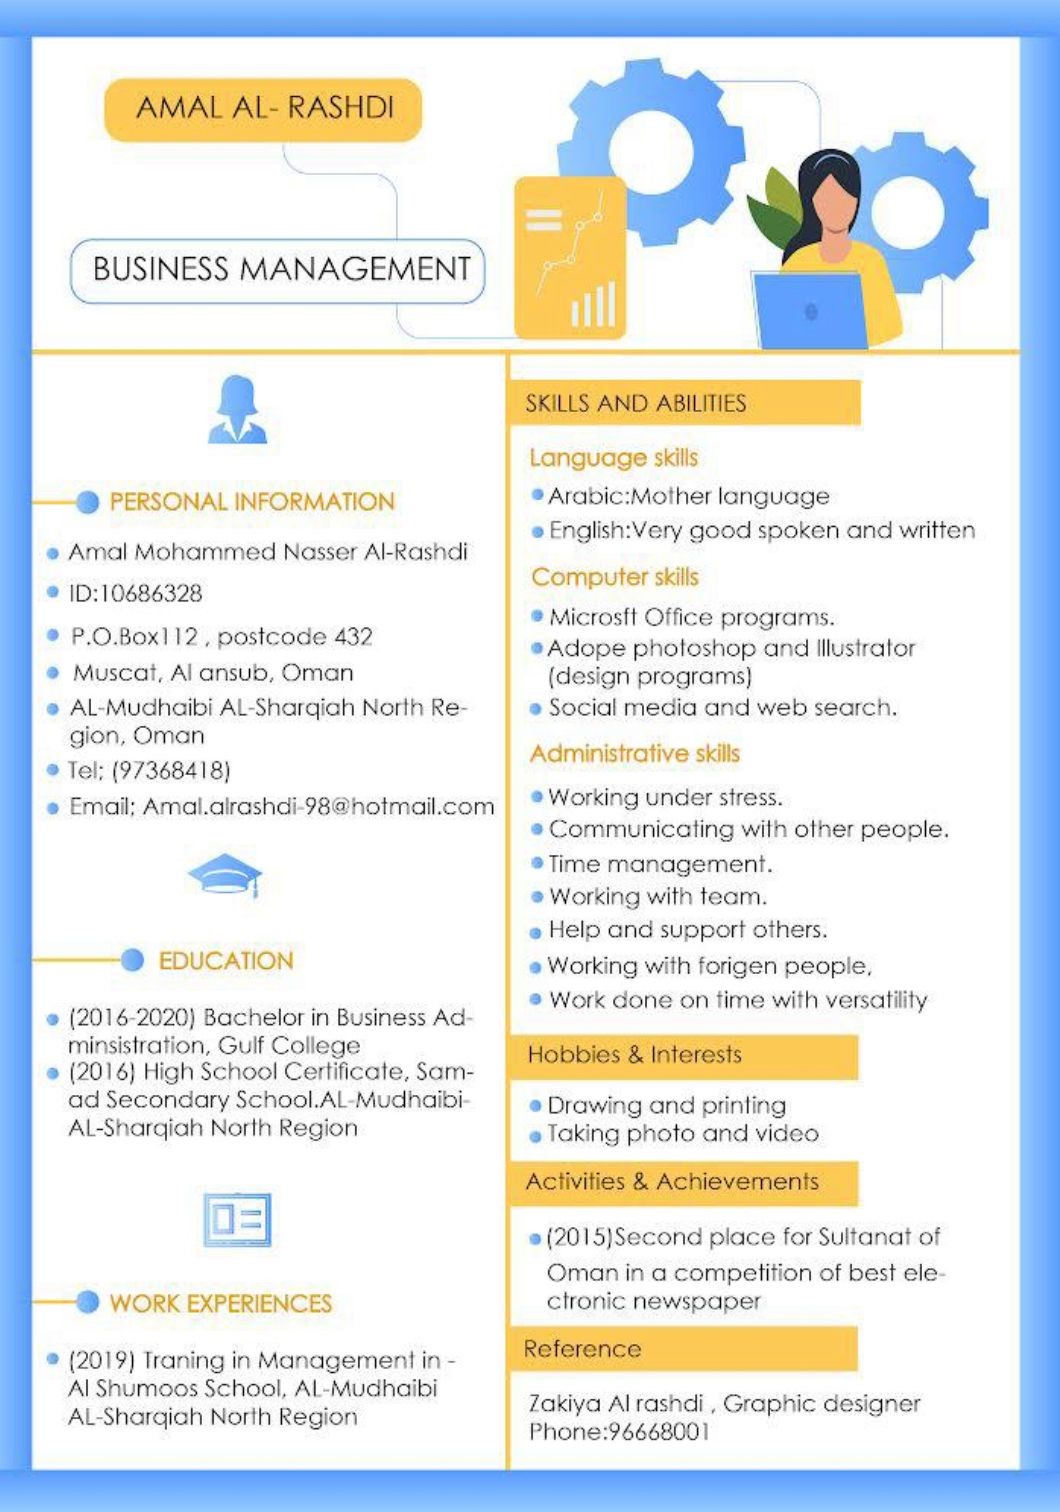 AMAL AL- RASHDI
BUSINESS MANAGEMENT
PERSONAL INFORMATION
Amal Mohammed Nasser Al-Rashdi
ID:10686328
P.O.Box112 , postcode 432
Muscat, Al ansub, Oman
AL-Mudhaibi AL-Sharqiah North Re-
gion, Oman
Tel; (97368418)
Email; Amal.alrashdi-98@hotmail.com
EDUCATION
(2016-2020) Bachelor in Business Ad-
minsistration, Gulf College
(2016) High School Certificate, Sam-
ad Secondary School.AL-Mudhaibi-
AL-Sharqiah North Region
WORK EXPERIENCES
(2019) Traning in Management in -
Al Shumoos School, AL-Mudhaibi
AL-Sharqiah North Region
SKILLS AND ABILITIES
Language skills
Arabic:Mother language
English:Very good spoken and written
Computer skills
Microsft Office programs.
Adope photoshop and Illustrator
(design programs)
Social media and web search.
Administrative skills
Working under stress.
Communicating with other people.
Time management.
Working with team.
Help and support others.
Working with forigen people,
Work done on time with versatility
Hobbies & Interests
Drawing and printing
Taking photo and video
Activities & Achievements
(2015)Second place for Sultanat of
Oman in a competition of best ele-
ctronic newspaper
Reference
Zakiya Al rashdi , Graphic designer
Phone:96668001